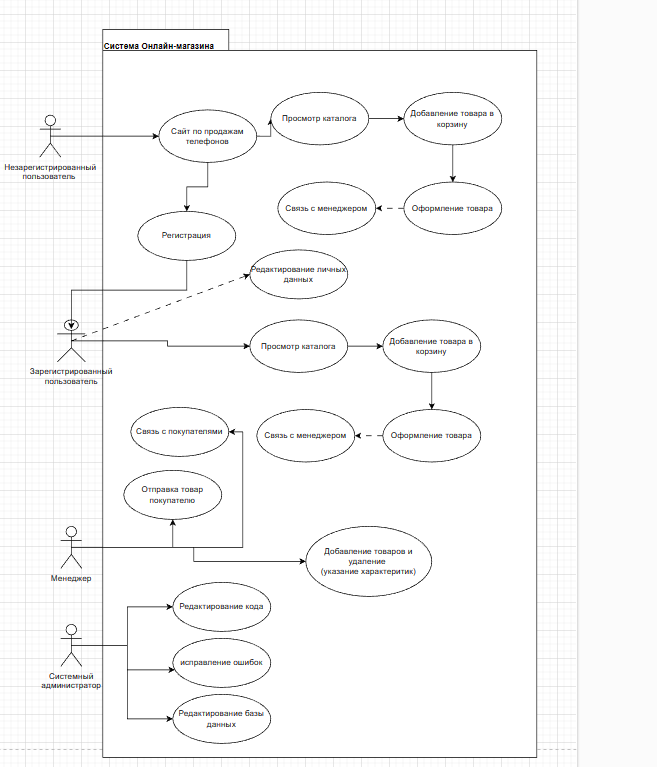 Система Онлайн-магазина
Незарегистрированный
пользователь
Сайт по продажам
телефонов
Просмотр каталога
Добавление товара в
корзину
Связь с менеджером
Оформление товара
Регистрация
Редактирование личных
данных
Зарегистрированный
пользователь
Просмотр каталога
Добавление товара в
корзину
Связь с покупателями
Связь с менеджером
Оформление товара
Отправка товар
покупателю
Менеджер
Добавление товаров и
удаление
(указание характеритик)
Системный
администратор
Редактирование кода
исправление ошибок
Редактирование базы
данных